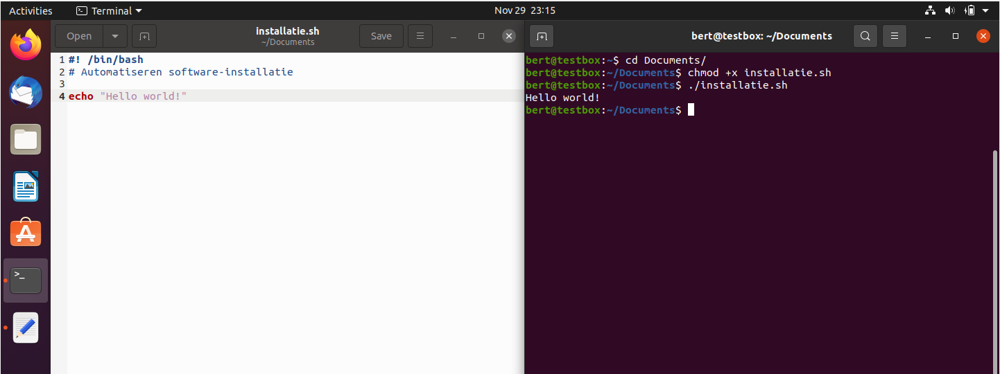 Activities Terminal Nov 29 23:15
Open installatie.sh Save
~/Documents
1 #! /bin/bash
2 # Automatiseren software-installatie
3
4 echo "Hello world!"
bert@testbox: ~/Documents
bert@testbox:~$ cd Documents/
bert@testbox:~/Documents$ chmod +x installatie.sh
bert@testbox:~/Documents$ ./installatie.sh
Hello world!
bert@testbox:~/Documents$
>_